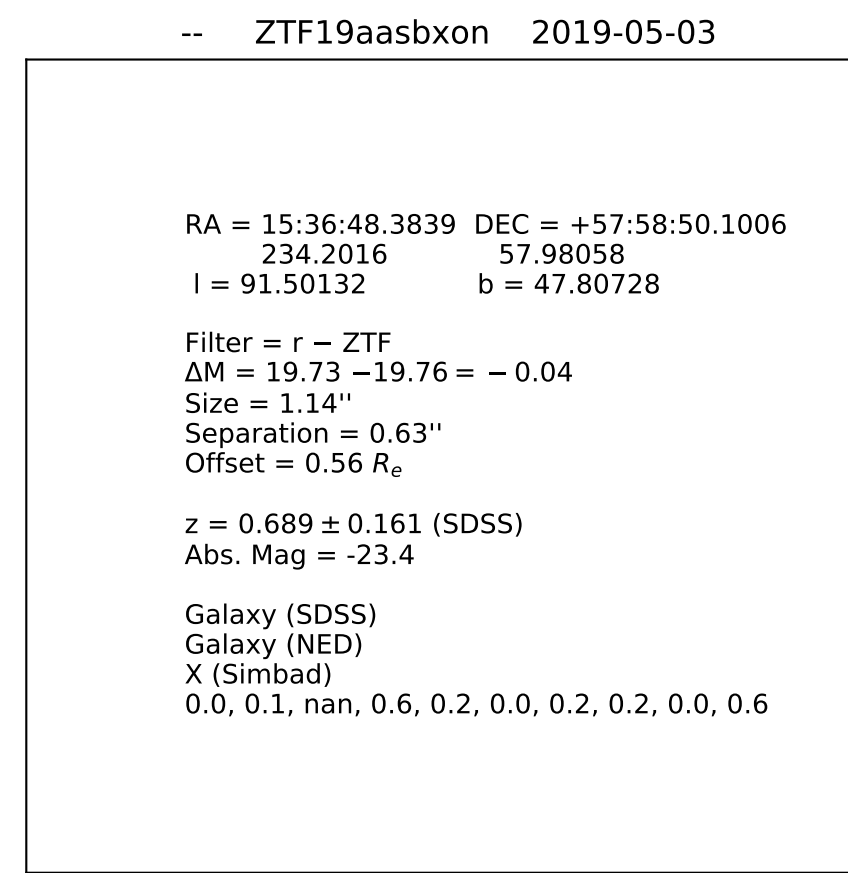 -- ZTF19aasbxon 2019-05-03
RA = 15:36:48.3839 DEC = +57:58:50.1006
234.2016 57.98058
l = 91.50132 b = 47.80728
Filter = r − ZTF
ΔM = 19.73 −19.76 = − 0.04
Size = 1.14''
Separation = 0.63''
Offset = 0.56 Rₑ
z = 0.689 ± 0.161 (SDSS)
Abs. Mag = -23.4
Galaxy (SDSS)
Galaxy (NED)
X (Simbad)
0.0, 0.1, nan, 0.6, 0.2, 0.0, 0.2, 0.2, 0.0, 0.6